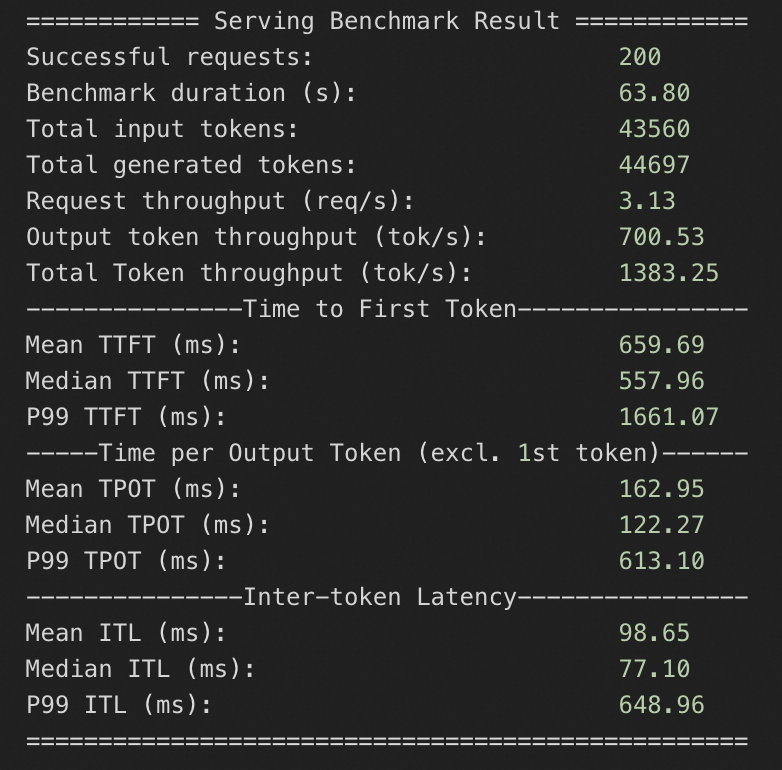 ============ Serving Benchmark Result ============
Successful requests:                     200
Benchmark duration (s):                  63.80
Total input tokens:                      43560
Total generated tokens:                  44697
Request throughput (req/s):              3.13
Output token throughput (tok/s):         700.53
Total Token throughput (tok/s):          1383.25
---------------Time to First Token----------------
Mean TTFT (ms):                          659.69
Median TTFT (ms):                        557.96
P99 TTFT (ms):                           1661.07
-----Time per Output Token (excl. 1st token)------
Mean TPOT (ms):                          162.95
Median TPOT (ms):                        122.27
P99 TPOT (ms):                           613.10
---------------Inter-token Latency----------------
Mean ITL (ms):                           98.65
Median ITL (ms):                         77.10
P99 ITL (ms):                            648.96
==================================================